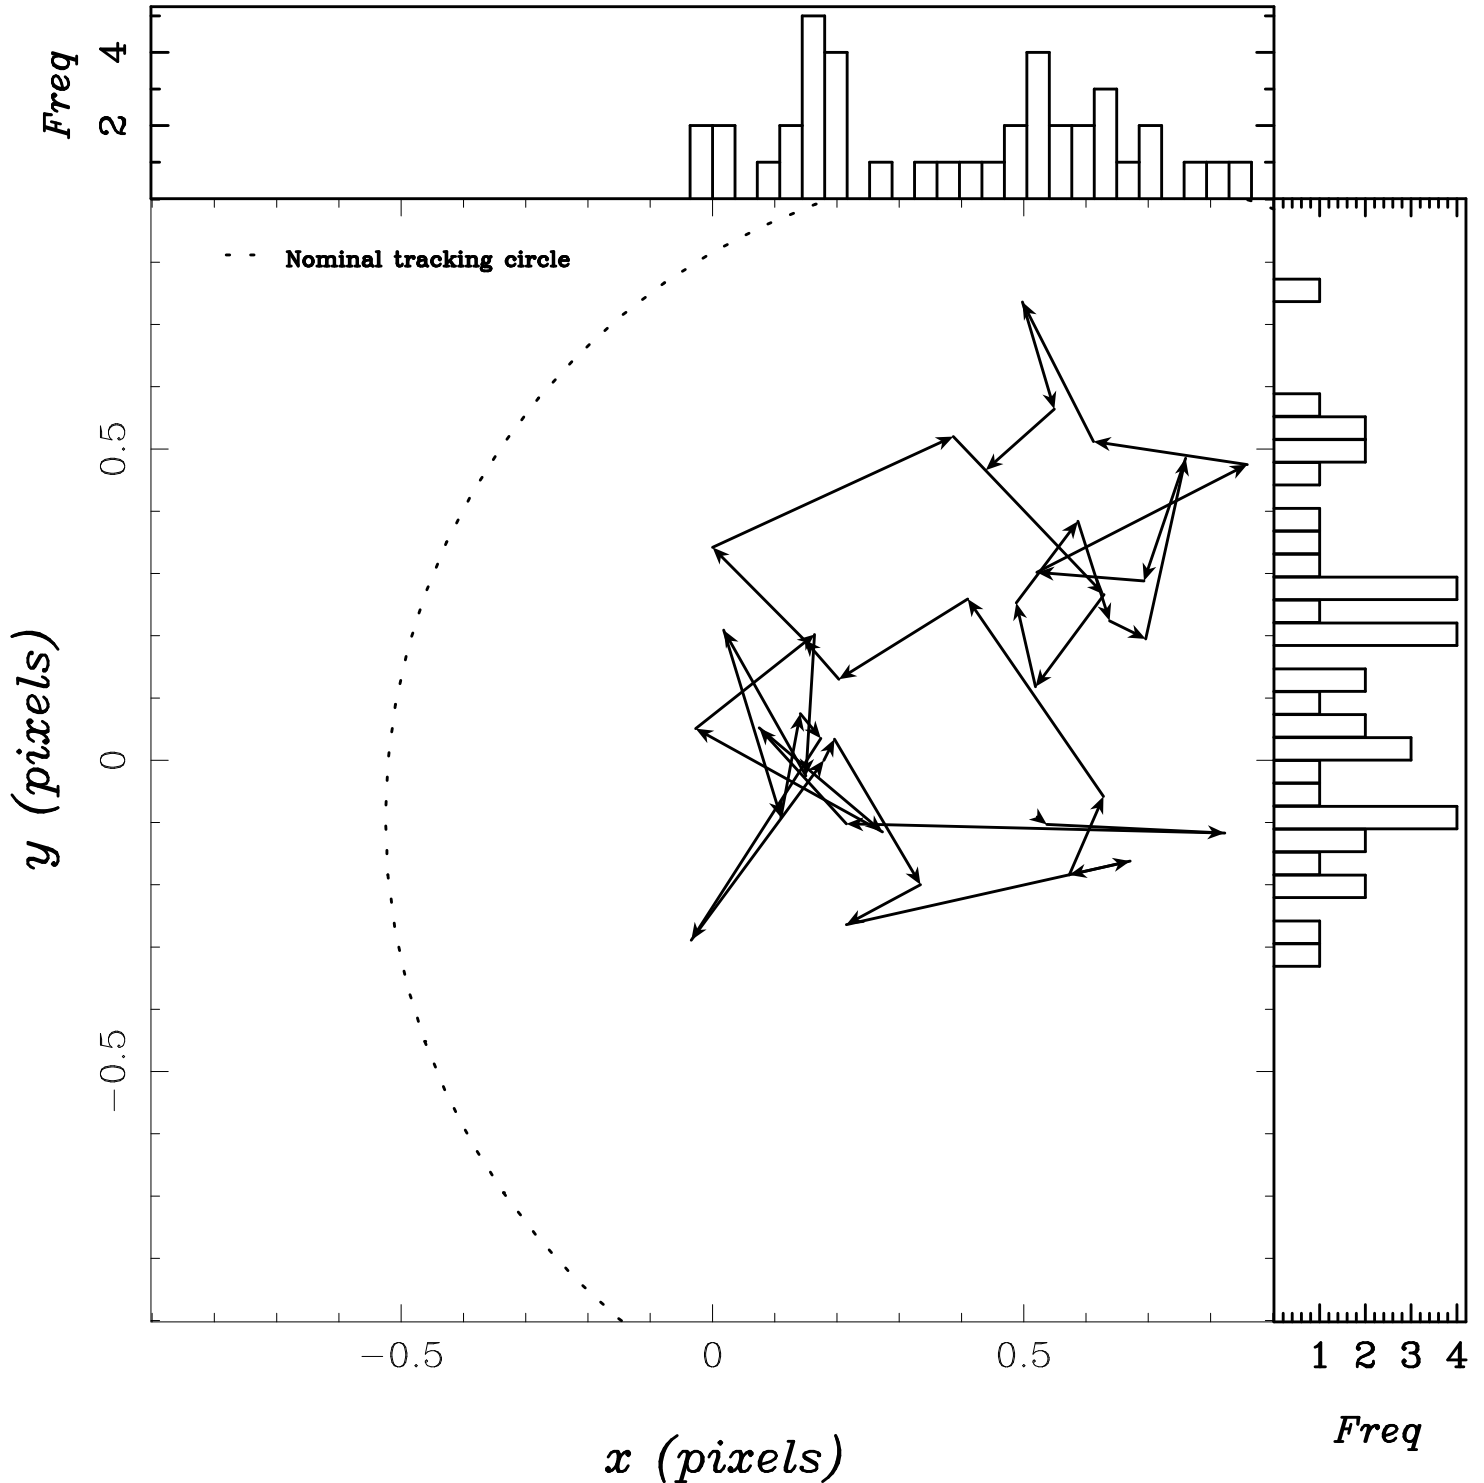 Freq
4
2
Nominal tracking circle
0.5
0
−0.5
y (pixels)
−0.5 0 0.5
1 2 3 4
x (pixels)
Freq